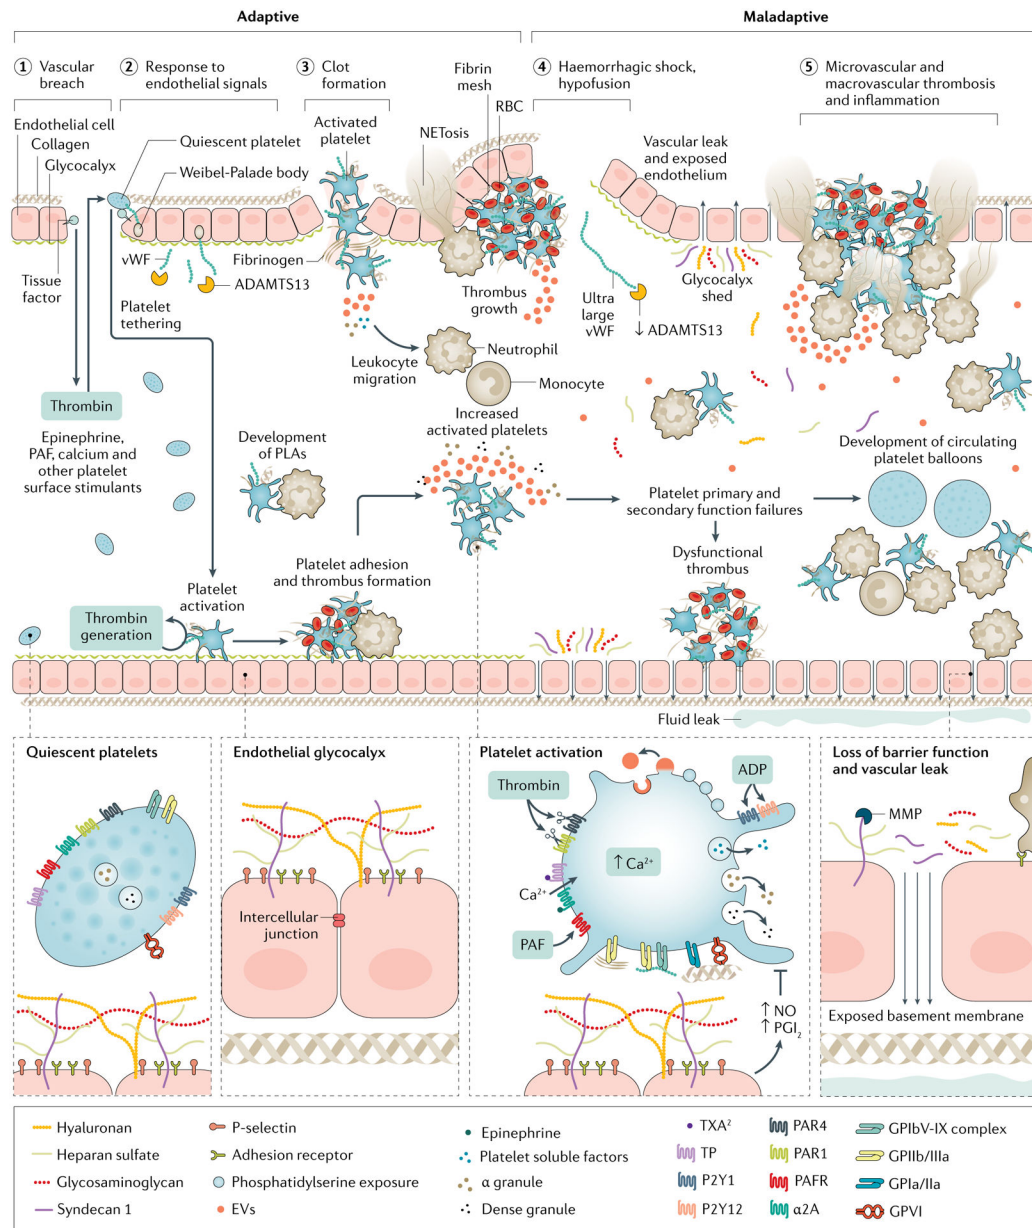 Adaptive
Maladaptive
1 Vascular
breach
2 Response to
endothelial signals
3 Clot
formation
4 Haemorrhagic shock,
hypofusion
5 Microvascular and
macrovascular thrombosis
and inflammation
Endothelial cell
Collagen
Glycocalyx
Quiescent platelet
Weibel-Palade body
Activated
platelet
NETosis
Fibrin
mesh
RBC
Vascular leak
and exposed
endothelium
Tissue
factor
vWF
ADAMTS13
Fibrinogen
Platelet
tethering
Thrombus
growth
Ultra
large
vWF
↓ ADAMTS13
Glycocalyx
shed
Leukocyte
migration
Neutrophil
Monocyte
Thrombin
Epinephrine,
PAF, calcium and
other platelet
surface stimulants
Development
of PLAs
Increased
activated platelets
Platelet primary and
secondary function failures
Development of circulating
platelet balloons
Dysfunctional
thrombus
Platelet adhesion
and thrombus formation
Platelet
activation
Thrombin
generation
Fluid leak
Quiescent platelets
Endothelial glycocalyx
Intercellular
junction
Platelet activation
Thrombin
ADP
↑ Ca²⁺
Ca²⁺
PAF
↑ NO
↑ PGI₂
Loss of barrier function
and vascular leak
MMP
Exposed basement membrane
Hyaluronan
Heparan sulfate
Glycosaminoglycan
Syndecan 1
P-selectin
Adhesion receptor
Phosphatidylserine exposure
EVs
Epinephrine
Platelet soluble factors
α granule
Dense granule
TXA²
TP
P2Y1
P2Y12
PAR4
PAR1
PAFR
α2A
GPIbV-IX complex
GPIIb/IIIa
GPIa/IIa
GPVI